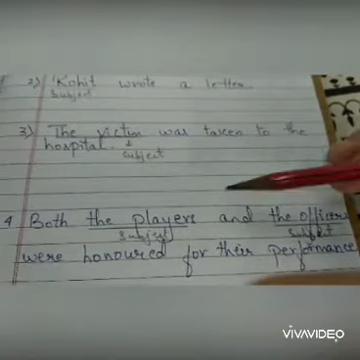 2) Rohit wrote a letter.
Subject
3) The victim was taken to the
hospital.
subject
4 Both the players and the officers
subject subject
were honoured for their performance
VIVAVIDEO